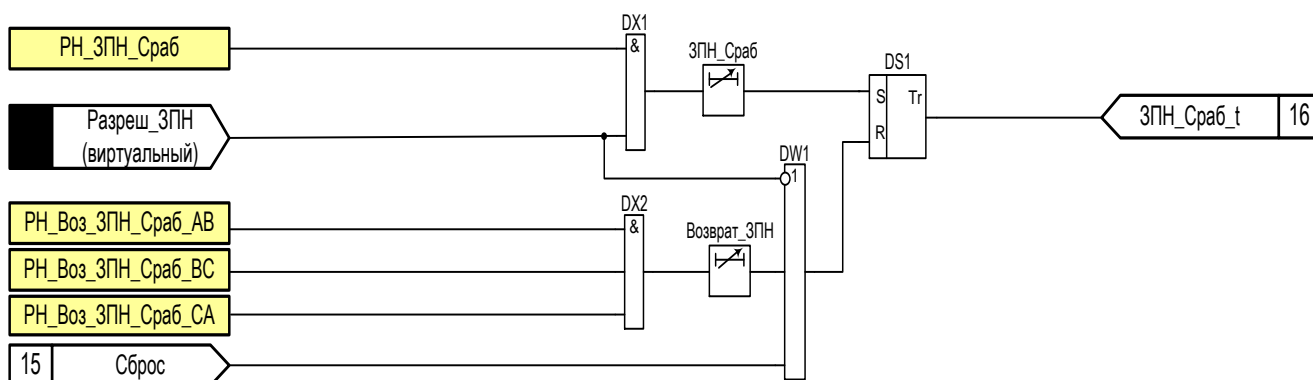 DX1
РН_ЗПН_Сраб
&
ЗПН_Сраб
DS1
S Tr
Разреш_ЗПН
(виртуальный)
R
ЗПН_Сраб_t 16
DW1
1
РН_Воз_ЗПН_Сраб_АВ
DX2
&
Возврат_ЗПН
РН_Воз_ЗПН_Сраб_ВС
РН_Воз_ЗПН_Сраб_СА
15 Сброс